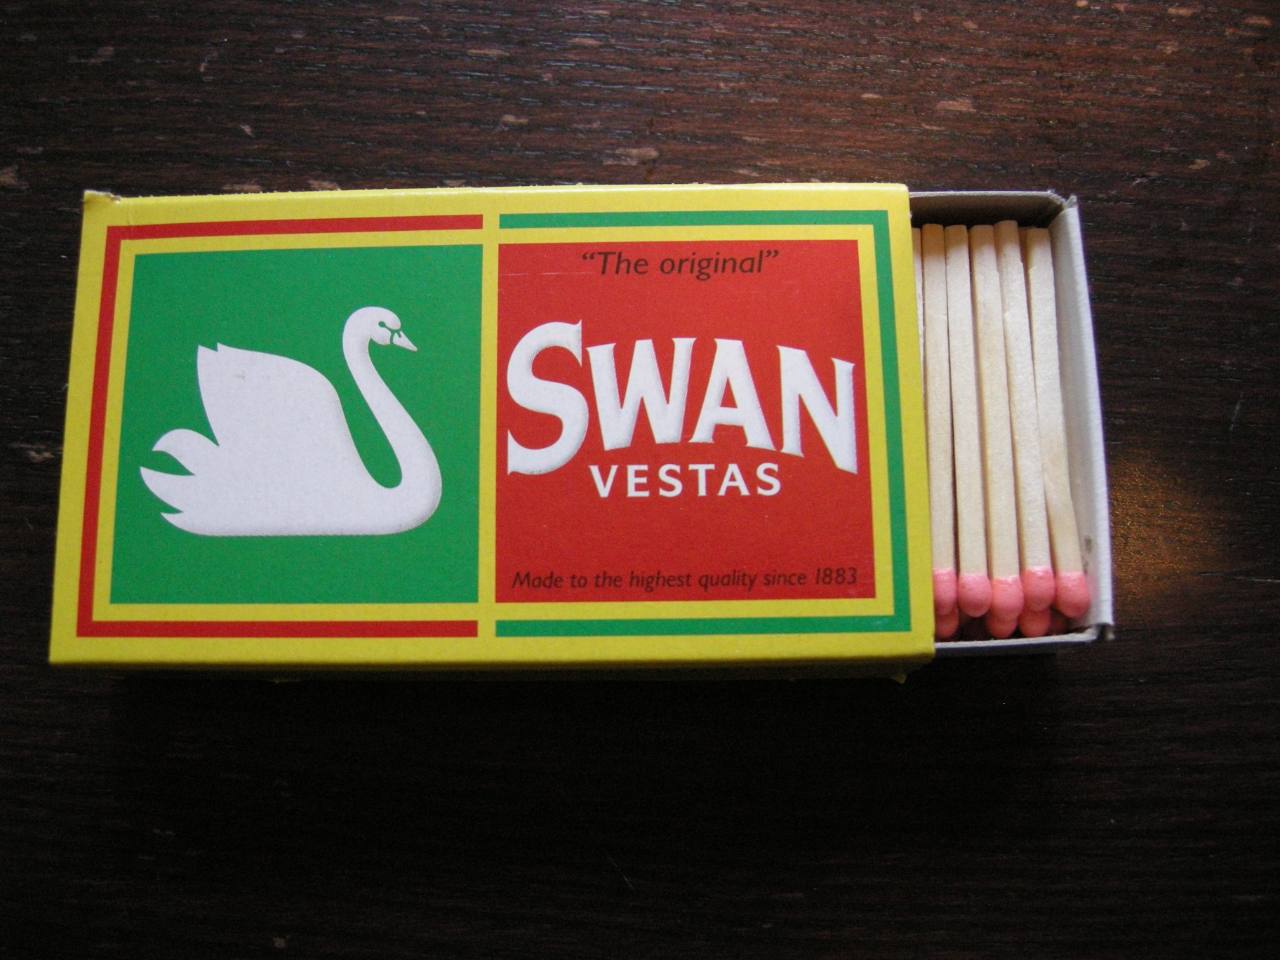 “The original”
SWAN
VESTAS
Made to the highest quality since 1883